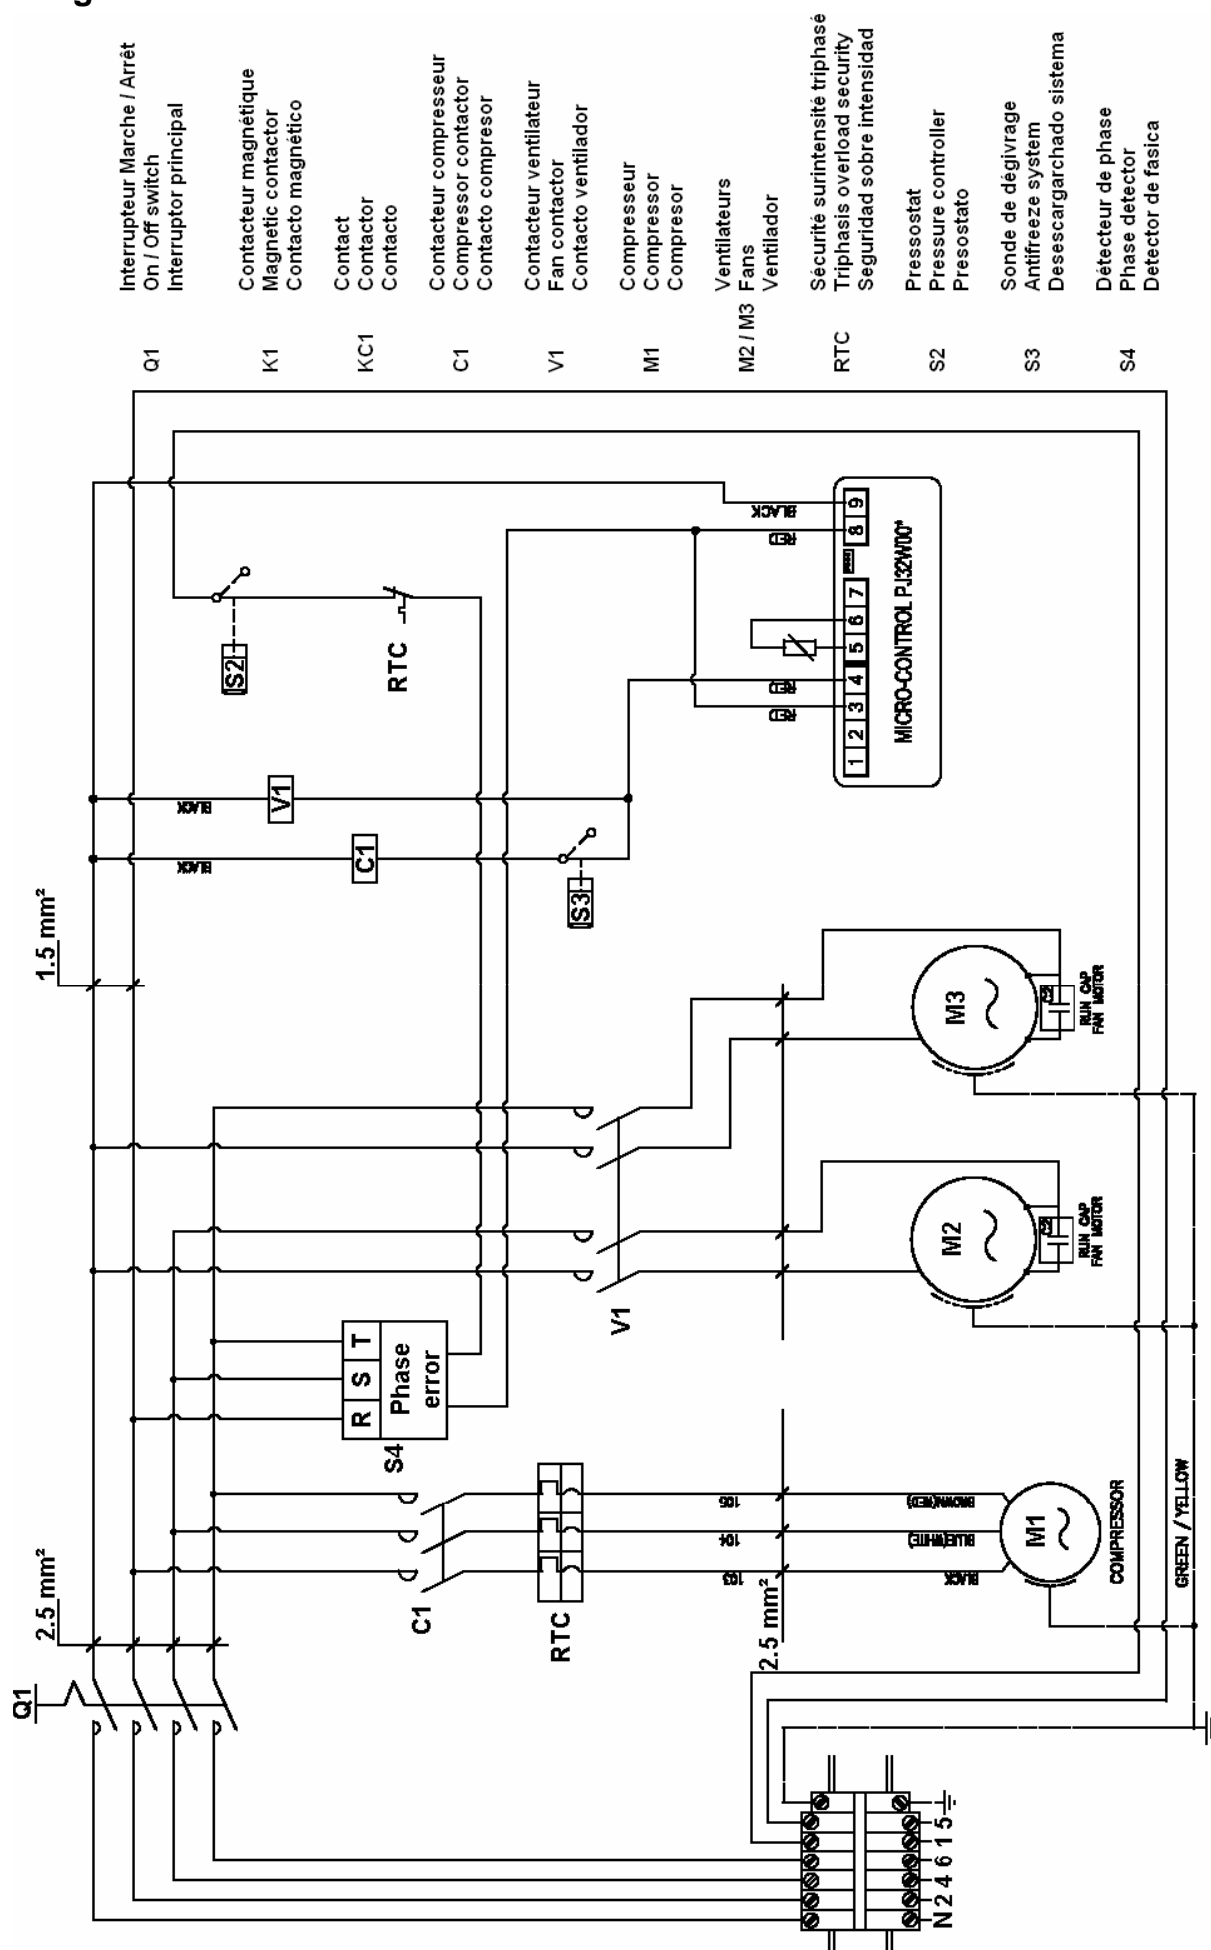 Q1
2.5 mm²
1.5 mm²
C1
RTC
103
104
105
BLACK
BLUE(WHITE)
BROWN(RED)
M1
COMPRESSOR
GREEN / YELLOW
2.5 mm²
N 2 4 6 1 5
S4
R S T
Phase
error
V1
M2
C2
RUN CAP
FAN MOTOR
M3
C2
RUN CAP
FAN MOTOR
BLACK
C1
S3
BLACK
V1
S2
RTC
RED
RED
RED
BLACK
1 2 3 4 5 6 7 8 9
MICRO-CONTROL PJ32W00*
Q1
Interrupteur Marche / Arrêt
On / Off switch
Interruptor principal
K1
Contacteur magnétique
Magnetic contactor
Contacto magnético
KC1
Contact
Contactor
Contacto
C1
Contacteur compresseur
Compressor contactor
Contacto compresor
V1
Contacteur ventilateur
Fan contactor
Contacto ventilador
M1
Compresseur
Compressor
Compresor
M2 / M3
Ventilateurs
Fans
Ventilador
RTC
Sécurité surintensité triphasé
Triphasis overload security
Seguridad sobre intensidad
S2
Pressostat
Pressure controller
Presostato
S3
Sonde de dégivrage
Antifreeze system
Desescargarchado sistema
S4
Détecteur de phase
Phase detector
Detector de fasica